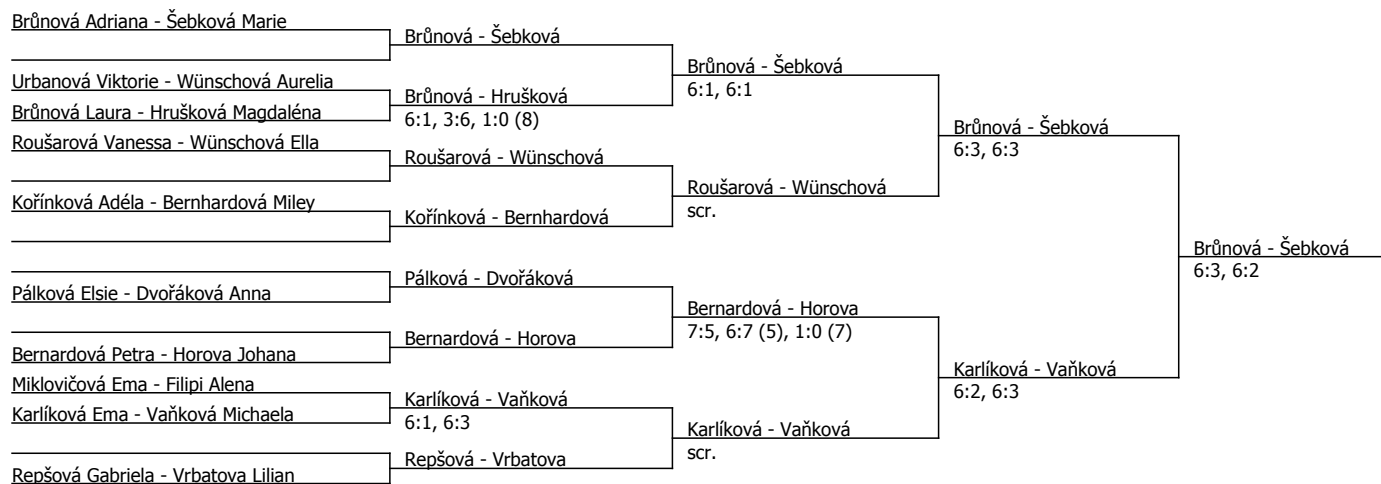 Brůnová Adriana - Šebková Marie
Urbanová Viktorie - Wünschová Aurelia
Brůnová Laura - Hrušková Magdaléna
Roušarová Vanessa - Wünschová Ella
Kořínková Adéla - Bernhardová Miley
Pálková Elsie - Dvořáková Anna
Bernardová Petra - Horova Johana
Miklovičová Ema - Filipi Alena
Karlíková Ema - Vaňková Michaela
Repšová Gabriela - Vrbatova Lilian
Brůnová - Šebková
Brůnová - Hrušková
6:1, 3:6, 1:0 (8)
Roušarová - Wünschová
Kořínková - Bernhardová
Pálková - Dvořáková
Bernardová - Horova
Karlíková - Vaňková
6:1, 6:3
Repšová - Vrbatova
Brůnová - Šebková
6:1, 6:1
Roušarová - Wünschová
scr.
Bernardová - Horova
7:5, 6:7 (5), 1:0 (7)
Karlíková - Vaňková
scr.
Brůnová - Šebková
6:3, 6:3
Karlíková - Vaňková
6:2, 6:3
Brůnová - Šebková
6:3, 6:2